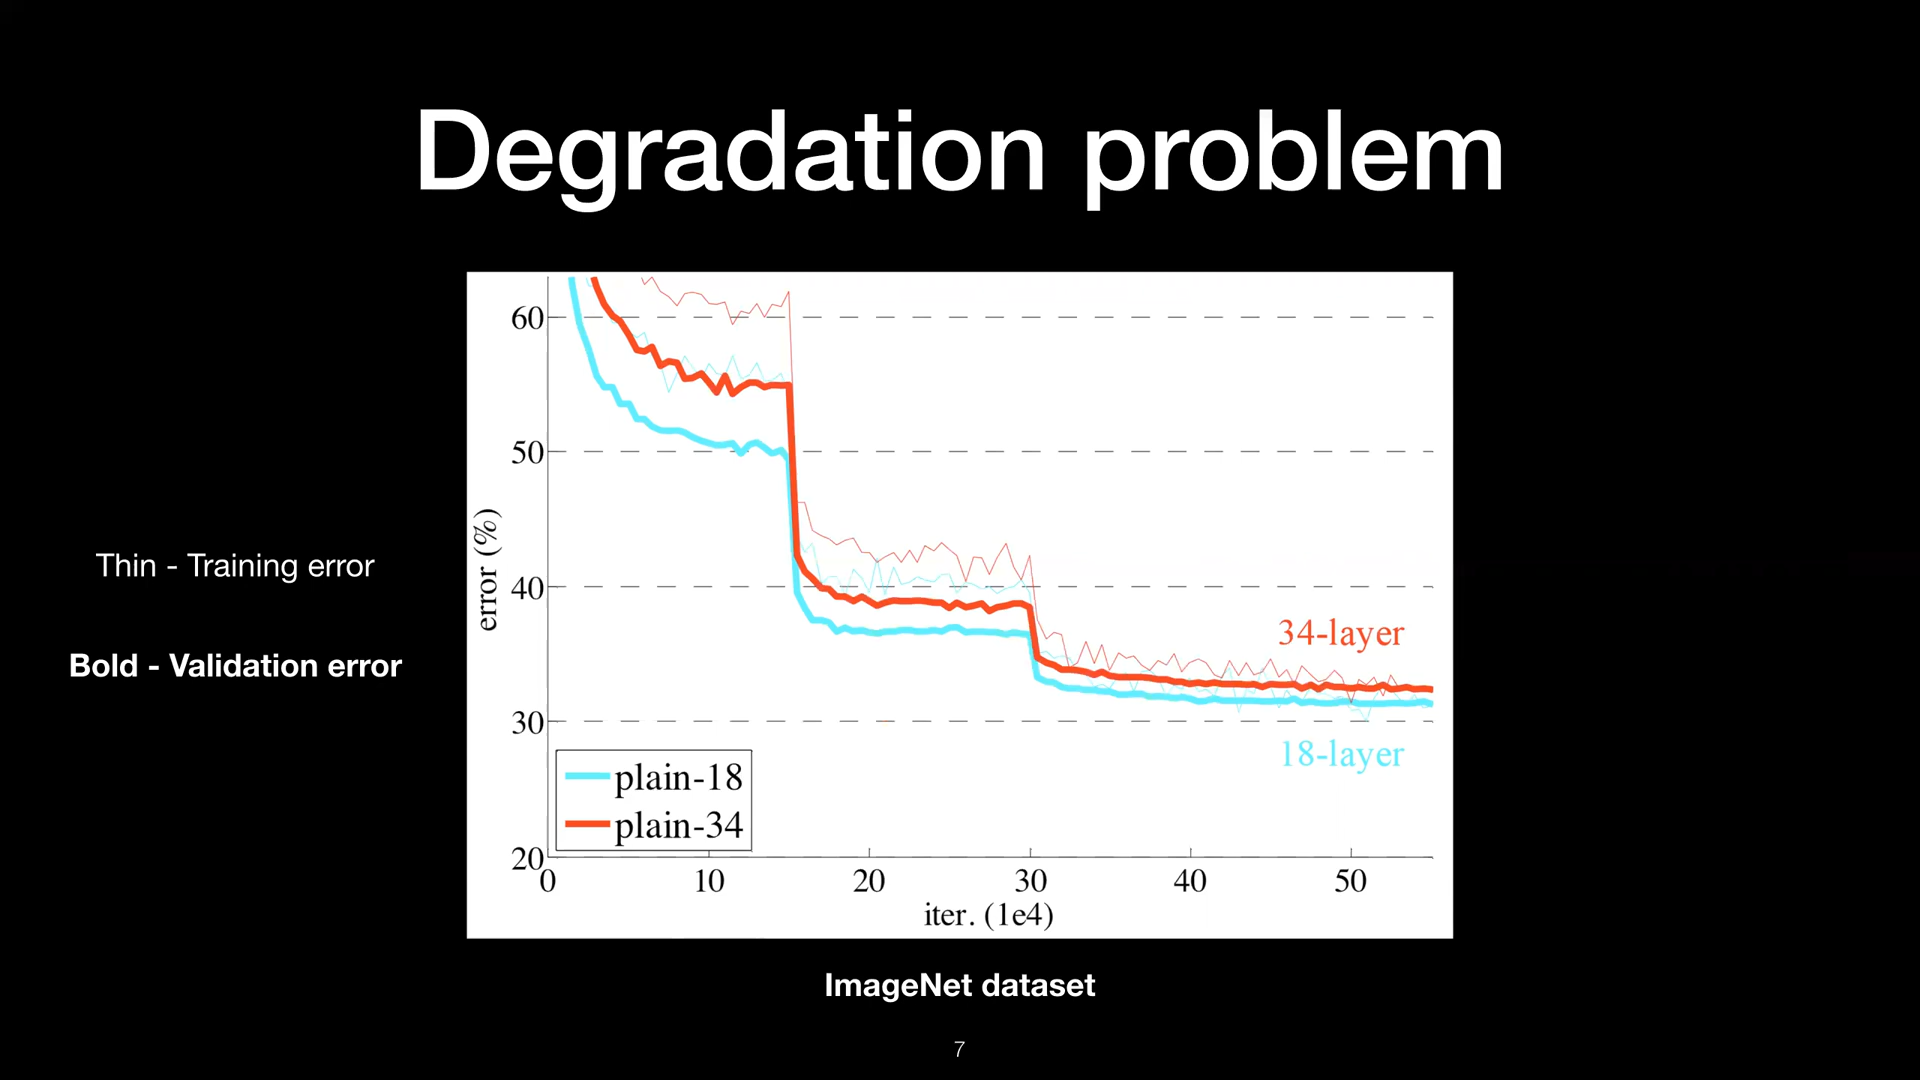 Degradation problem
Thin - Training error
Bold - Validation error
60
50
40
30
20
error (%)
34-layer
18-layer
plain-18
plain-34
0 10 20 30 40 50
iter. (1e4)
ImageNet dataset
7